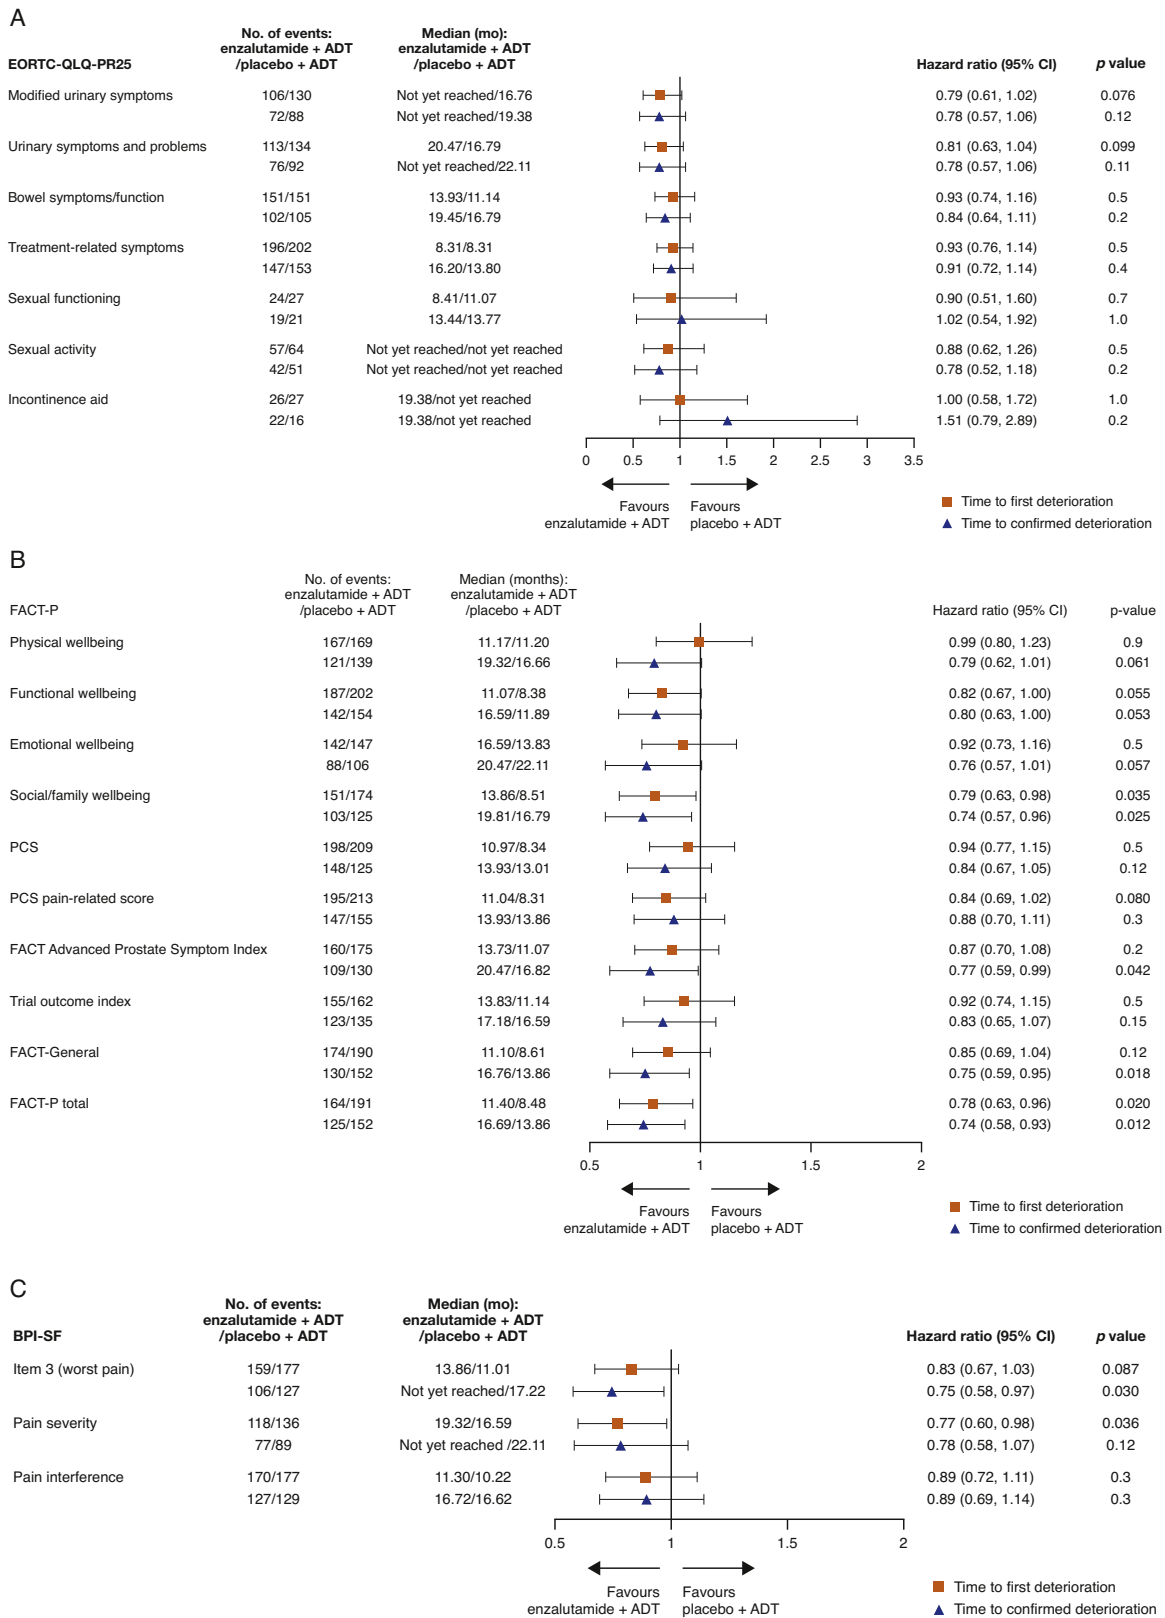 A
No. of events: enzalutamide + ADT /placebo + ADT
Median (mo): enzalutamide + ADT /placebo + ADT
EORTC-QLQ-PR25 Hazard ratio (95% CI) p value
Modified urinary symptoms 106/130 Not yet reached/16.76 0.79 (0.61, 1.02) 0.076
72/88 Not yet reached/19.38 0.78 (0.57, 1.06) 0.12
Urinary symptoms and problems 113/134 20.47/16.79 0.81 (0.63, 1.04) 0.099
76/92 Not yet reached/22.11 0.78 (0.57, 1.06) 0.11
Bowel symptoms/function 151/151 13.93/11.14 0.93 (0.74, 1.16) 0.5
102/105 19.45/16.79 0.84 (0.64, 1.11) 0.2
Treatment-related symptoms 196/202 8.31/8.31 0.93 (0.76, 1.14) 0.5
147/153 16.20/13.80 0.91 (0.72, 1.14) 0.4
Sexual functioning 24/27 8.41/11.07 0.90 (0.51, 1.60) 0.7
19/21 13.44/13.77 1.02 (0.54, 1.92) 1.0
Sexual activity 57/64 Not yet reached/not yet reached 0.88 (0.62, 1.26) 0.5
42/51 Not yet reached/not yet reached 0.78 (0.52, 1.18) 0.2
Incontinence aid 26/27 19.38/not yet reached 1.00 (0.58, 1.72) 1.0
22/16 19.38/not yet reached 1.51 (0.79, 2.89) 0.2
0 0.5 1 1.5 2 2.5 3 3.5
Favours enzalutamide + ADT
Favours placebo + ADT
Time to first deterioration
Time to confirmed deterioration
B
No. of events: enzalutamide + ADT /placebo + ADT
Median (months): enzalutamide + ADT /placebo + ADT
FACT-P Hazard ratio (95% CI) p-value
Physical wellbeing 167/169 11.17/11.20 0.99 (0.80, 1.23) 0.9
121/139 19.32/16.66 0.79 (0.62, 1.01) 0.061
Functional wellbeing 187/202 11.07/8.38 0.82 (0.67, 1.00) 0.055
142/154 16.59/11.89 0.80 (0.63, 1.00) 0.053
Emotional wellbeing 142/147 16.59/13.83 0.92 (0.73, 1.16) 0.5
88/106 20.47/22.11 0.76 (0.57, 1.01) 0.057
Social/family wellbeing 151/174 13.86/8.51 0.79 (0.63, 0.98) 0.035
103/125 19.81/16.79 0.74 (0.57, 0.96) 0.025
PCS 198/209 10.97/8.34 0.94 (0.77, 1.15) 0.5
148/125 13.93/13.01 0.84 (0.67, 1.05) 0.12
PCS pain-related score 195/213 11.04/8.31 0.84 (0.69, 1.02) 0.080
147/155 13.93/13.86 0.88 (0.70, 1.11) 0.3
FACT Advanced Prostate Symptom Index 160/175 13.73/11.07 0.87 (0.70, 1.08) 0.2
109/130 20.47/16.82 0.77 (0.59, 0.99) 0.042
Trial outcome index 155/162 13.83/11.14 0.92 (0.74, 1.15) 0.5
123/135 17.18/16.59 0.83 (0.65, 1.07) 0.15
FACT-General 174/190 11.10/8.61 0.85 (0.69, 1.04) 0.12
130/152 16.76/13.86 0.75 (0.59, 0.95) 0.018
FACT-P total 164/191 11.40/8.48 0.78 (0.63, 0.96) 0.020
125/152 16.69/13.86 0.74 (0.58, 0.93) 0.012
0.5 1 1.5 2
Favours enzalutamide + ADT
Favours placebo + ADT
Time to first deterioration
Time to confirmed deterioration
C
No. of events: enzalutamide + ADT /placebo + ADT
Median (mo): enzalutamide + ADT /placebo + ADT
BPI-SF Hazard ratio (95% CI) p value
Item 3 (worst pain) 159/177 13.86/11.01 0.83 (0.67, 1.03) 0.087
106/127 Not yet reached/17.22 0.75 (0.58, 0.97) 0.030
Pain severity 118/136 19.32/16.59 0.77 (0.60, 0.98) 0.036
77/89 Not yet reached /22.11 0.78 (0.58, 1.07) 0.12
Pain interference 170/177 11.30/10.22 0.89 (0.72, 1.11) 0.3
127/129 16.72/16.62 0.89 (0.69, 1.14) 0.3
0.5 1 1.5 2
Favours enzalutamide + ADT
Favours placebo + ADT
Time to first deterioration
Time to confirmed deterioration